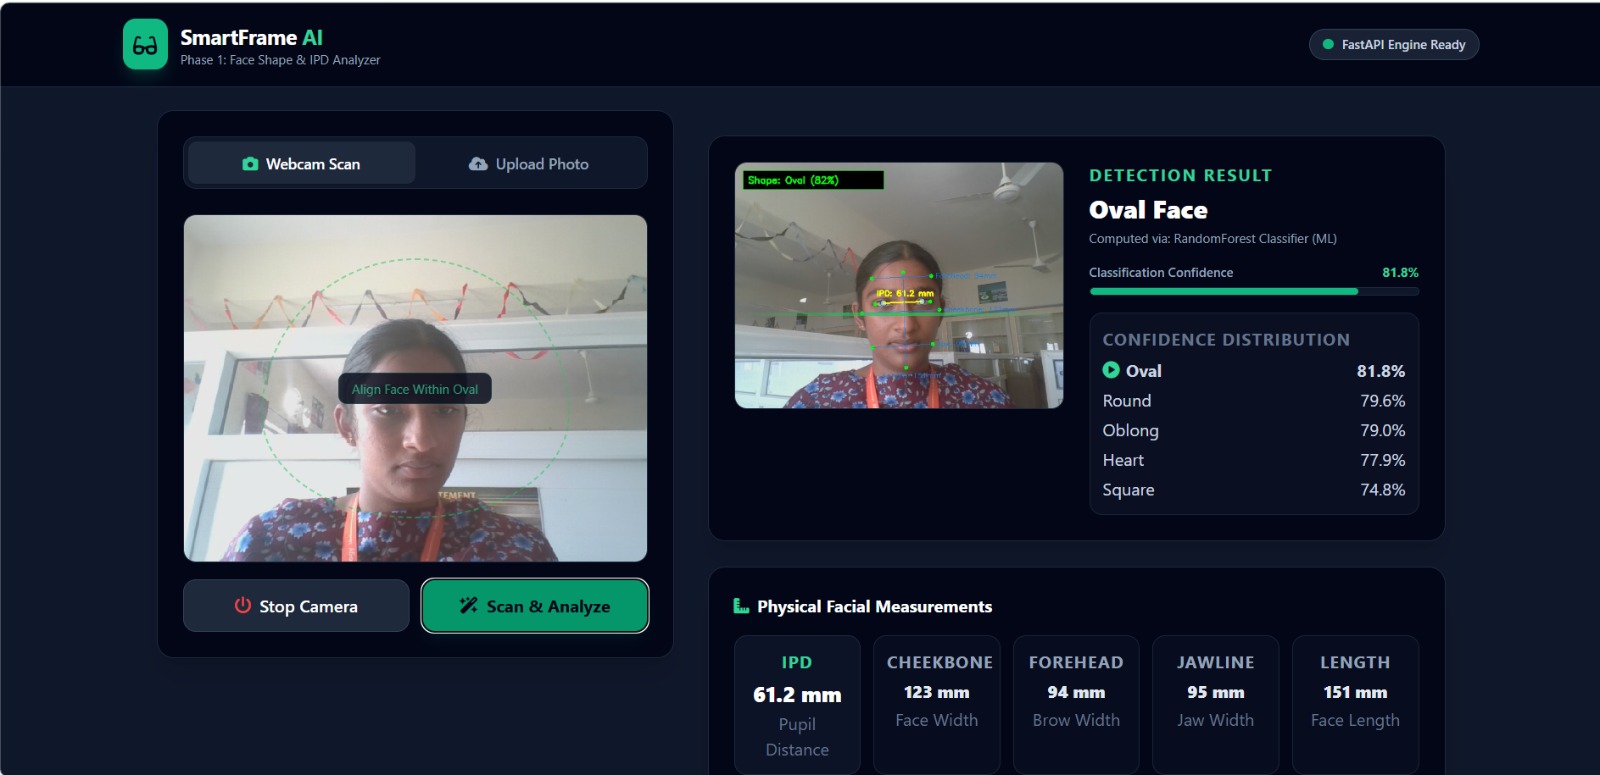 SmartFrame AI
Phase 1: Face Shape & IPD Analyzer
FastAPI Engine Ready
Webcam Scan
Upload Photo
Align Face Within Oval
TEMENT
Stop Camera
Scan & Analyze
Shape: Oval (82%)
IPD: 61.2 mm
DETECTION RESULT
Oval Face
Computed via: RandomForest Classifier (ML)
Classification Confidence 81.8%
CONFIDENCE DISTRIBUTION
Oval 81.8%
Round 79.6%
Oblong 79.0%
Heart 77.9%
Square 74.8%
Physical Facial Measurements
IPD
61.2 mm
Pupil
Distance
CHEEKBONE
123 mm
Face Width
FOREHEAD
94 mm
Brow Width
JAWLINE
95 mm
Jaw Width
LENGTH
151 mm
Face Length